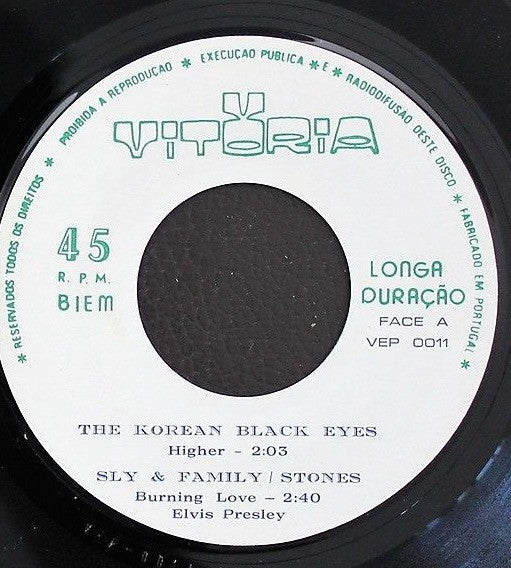 * RESERVADOS TODOS OS DIREITOS * PROIBIDA A REPRODUÇÃO * EXECUÇÃO PUBLICA * E * RADIODIFUSÃO DESTE DISCO * FABRICADO EM PORTUGAL *
V
VITÓRIA
45
R. P. M.
BIEM
LONGA
DURAÇÃO
FACE A
VEP 0011
THE KOREAN BLACK EYES
Higher - 2:03
SLY & FAMILY / STONES
Burning Love - 2:40
Elvis Presley